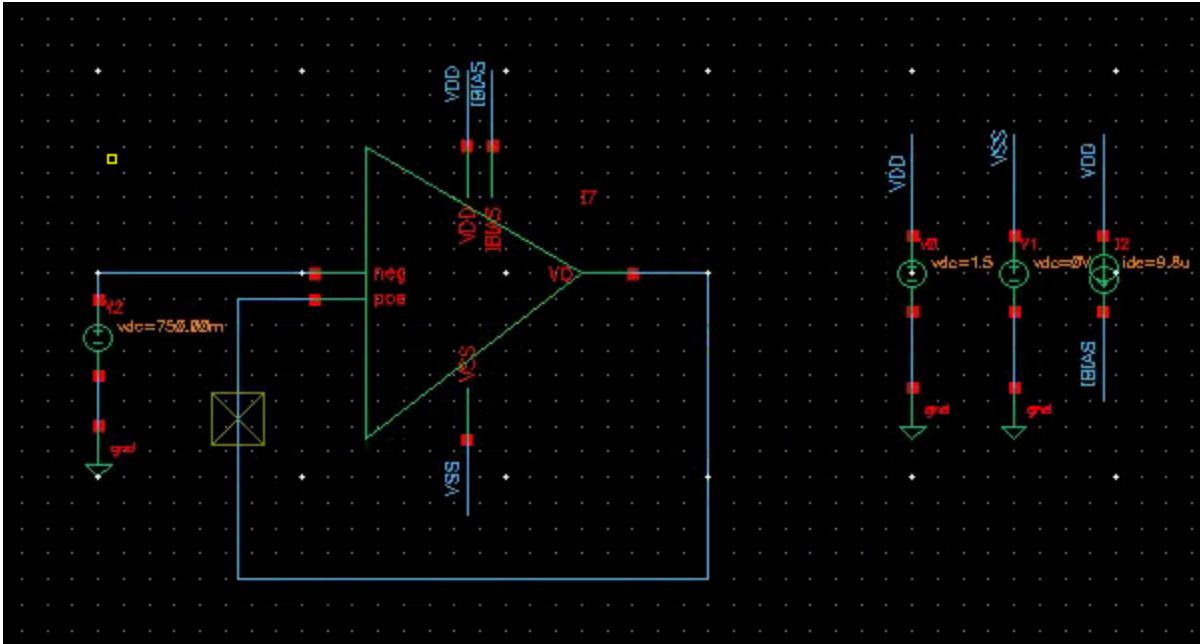 VDD
IBIAS
I7
VDD
IBIAS
neg
pos
VO
VSS
VSS
V2
vdc=750.00m
gnd
VDD
VSS
VDD
V0
vdc=1.5
V1
vdc=0V
I2
idc=9.8u
IBIAS
gnd
gnd